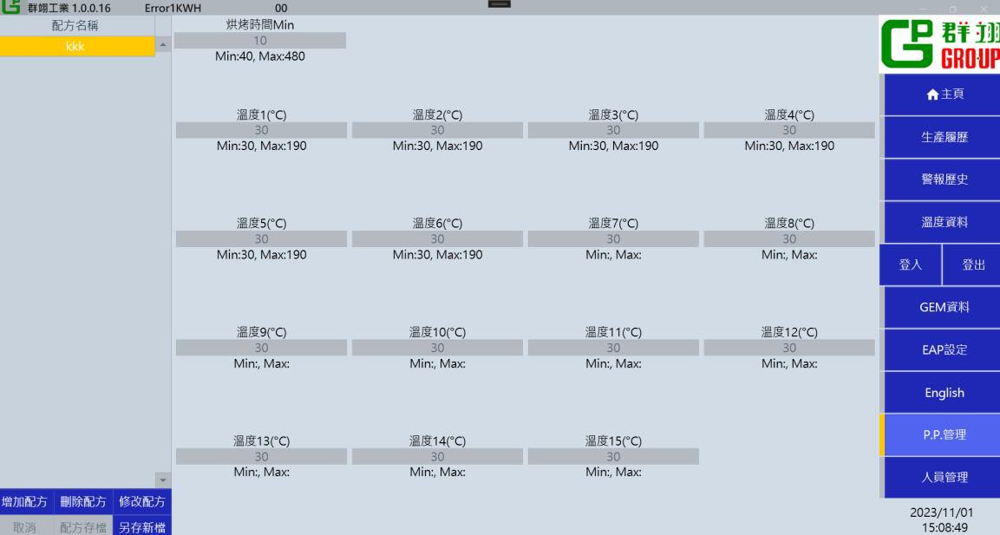 群翊工業 1.0.0.16 Error1KWH 00
配方名稱
kkk
烘烤時間Min
10
Min:40, Max:480
溫度1(°C) 溫度2(°C) 溫度3(°C) 溫度4(°C)
30 30 30 30
Min:30, Max:190 Min:30, Max:190 Min:30, Max:190 Min:30, Max:190
溫度5(°C) 溫度6(°C) 溫度7(°C) 溫度8(°C)
30 30 30 30
Min:30, Max:190 Min:30, Max:190 Min:, Max: Min:, Max:
溫度9(°C) 溫度10(°C) 溫度11(°C) 溫度12(°C)
30 30 30 30
Min:, Max: Min:, Max: Min:, Max: Min:, Max:
溫度13(°C) 溫度14(°C) 溫度15(°C)
30 30 30
Min:, Max: Min:, Max: Min:, Max:
增加配方 刪除配方 修改配方
取消 配方存檔 另存新檔
GP 群翊
GROUP
主頁
生產履歷
警報歷史
溫度資料
登入 登出
GEM資料
EAP設定
English
P.P.管理
人員管理
2023/11/01
15:08:49